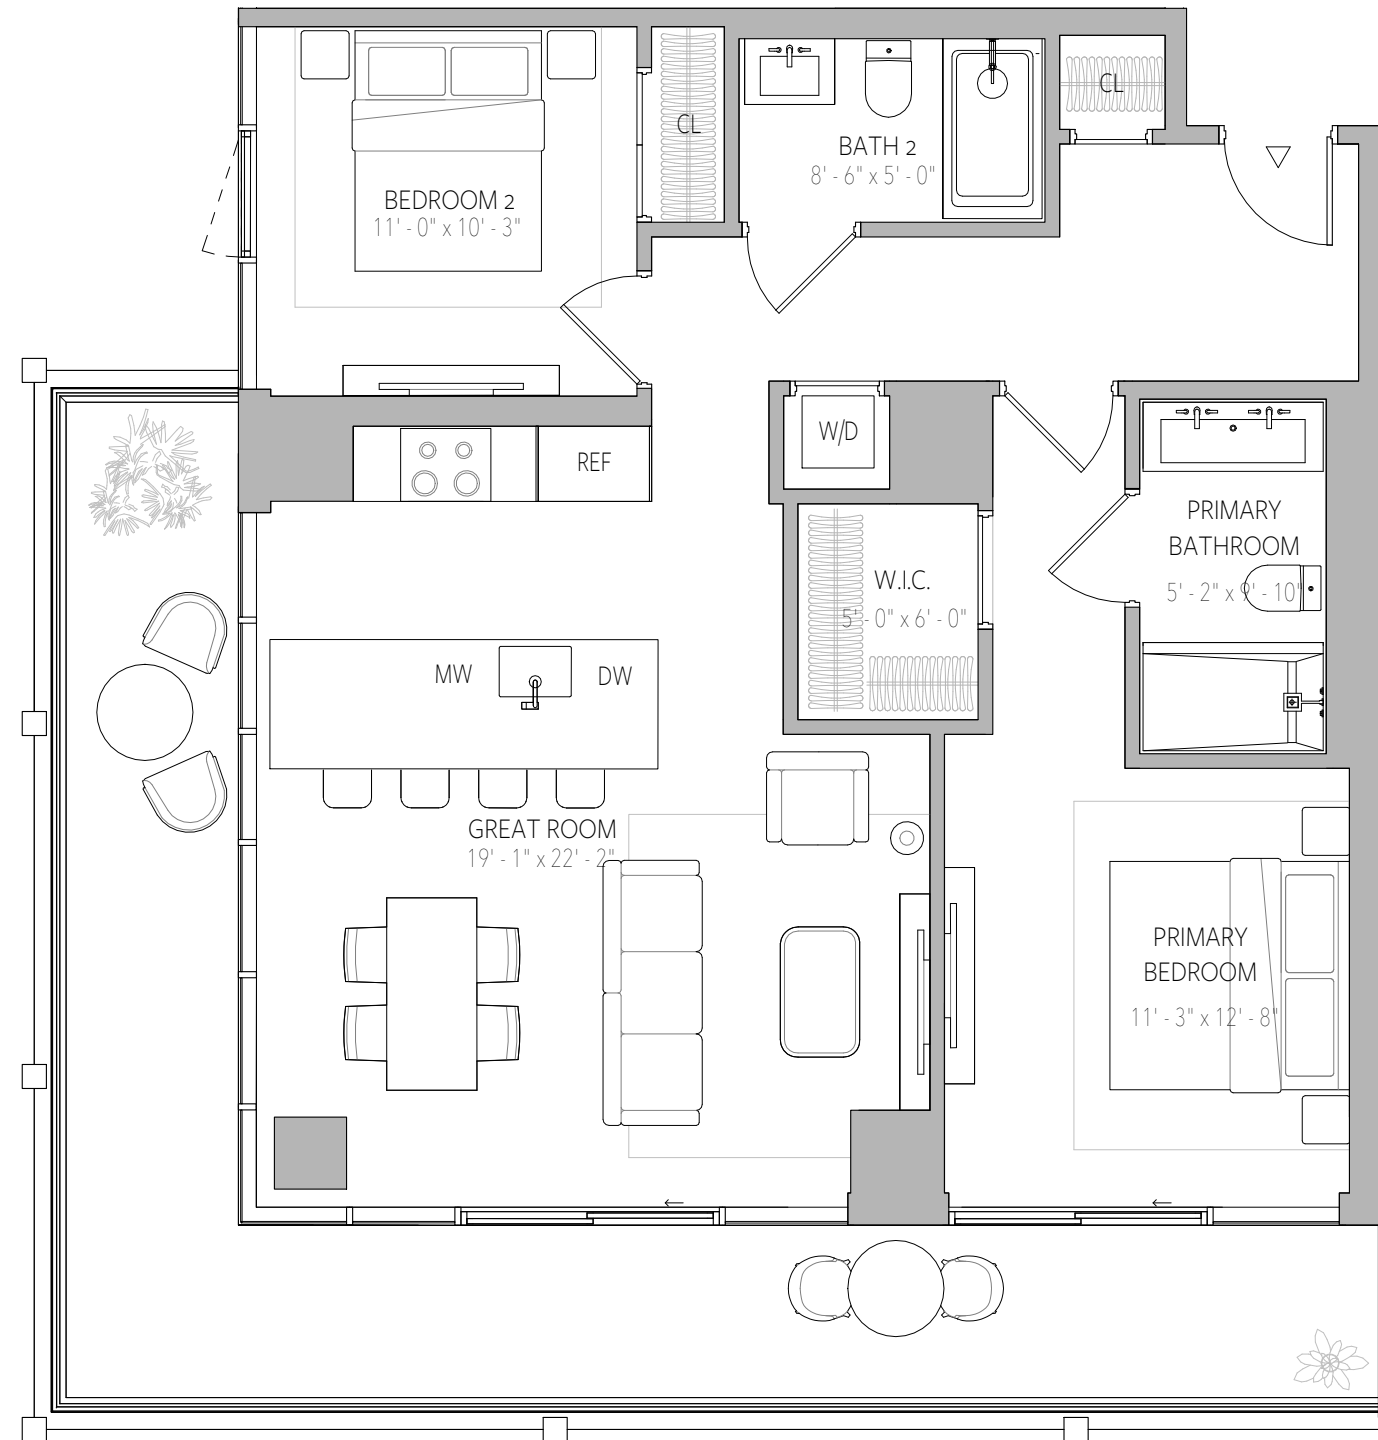 CL
CL
BATH 2
8' - 6" x 5' - 0"
BEDROOM 2
11' - 0" x 10' - 3"
W/D
REF
PRIMARY
BATHROOM
5' - 2" x 9' - 10"
W.I.C.
5' - 0" x 6' - 0"
MW
DW
GREAT ROOM
19' - 1" x 22' - 2"
PRIMARY
BEDROOM
11' - 3" x 12' - 8"